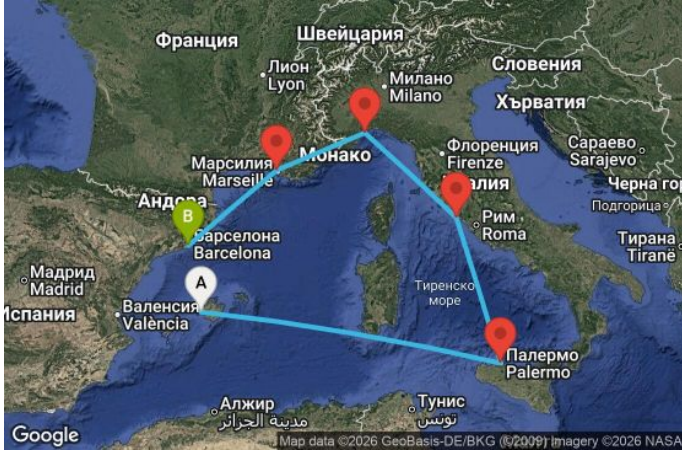 Швейцария
Франция
Лион
Lyon
Словения
Милано
Milano
Хърватия
Флоренция
Firenze
Сараево
Sarajevo
Монако
Марсилия
Marseille
Черна гор
Андора
Подгорица
B
Рим
Roma
Барселона
Barcelona
Тирана
Tiranë
Мадрид
Madrid
A
Тиренско
море
Валенсия
València
Испания
Палермо
Palermo
Алжир
مدينة الجزائر
Тунис
تونس
Google
Map data ©2026 GeoBasis-DE/BKG (©2009) Imagery ©2026 NASA